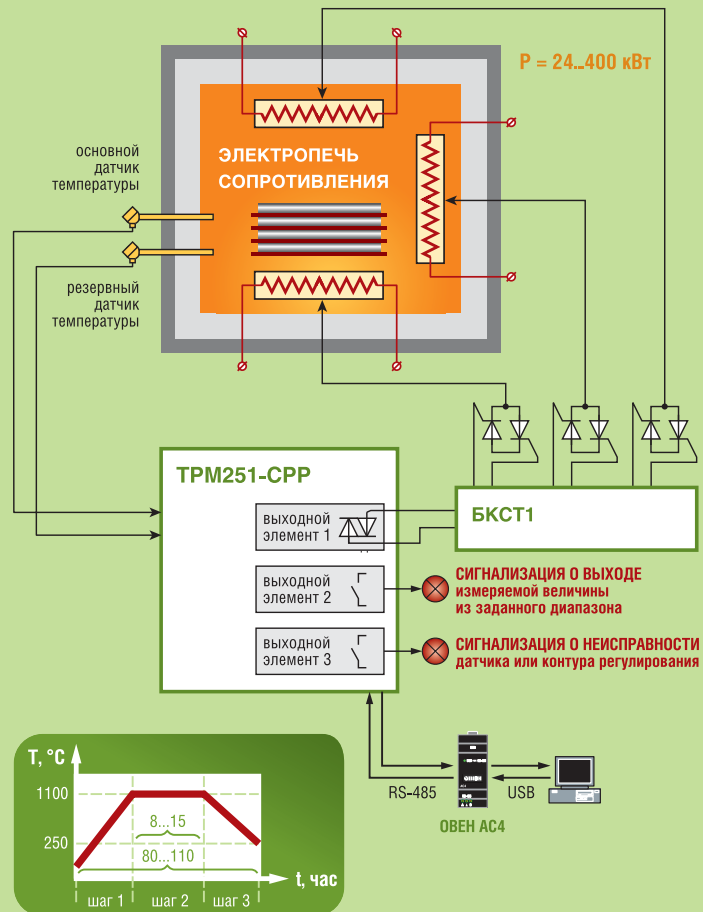 P = 24...400 кВт
основной
датчик
температуры
ЭЛЕКТРОПЕЧЬ
СОПРОТИВЛЕНИЯ
резервный
датчик
температуры
ТРМ251-СРР
выходной
элемент 1
БКСТ1
выходной
элемент 2
СИГНАЛИЗАЦИЯ О ВЫХОДЕ
измеряемой величины
из заданного диапазона
выходной
элемент 3
СИГНАЛИЗАЦИЯ О НЕИСПРАВНОСТИ
датчика или контура регулирования
RS-485
USB
ОВЕН АС4
АС4
T, °C
1100
8...15
250
80...110
t, час
шаг 1
шаг 2
шаг 3